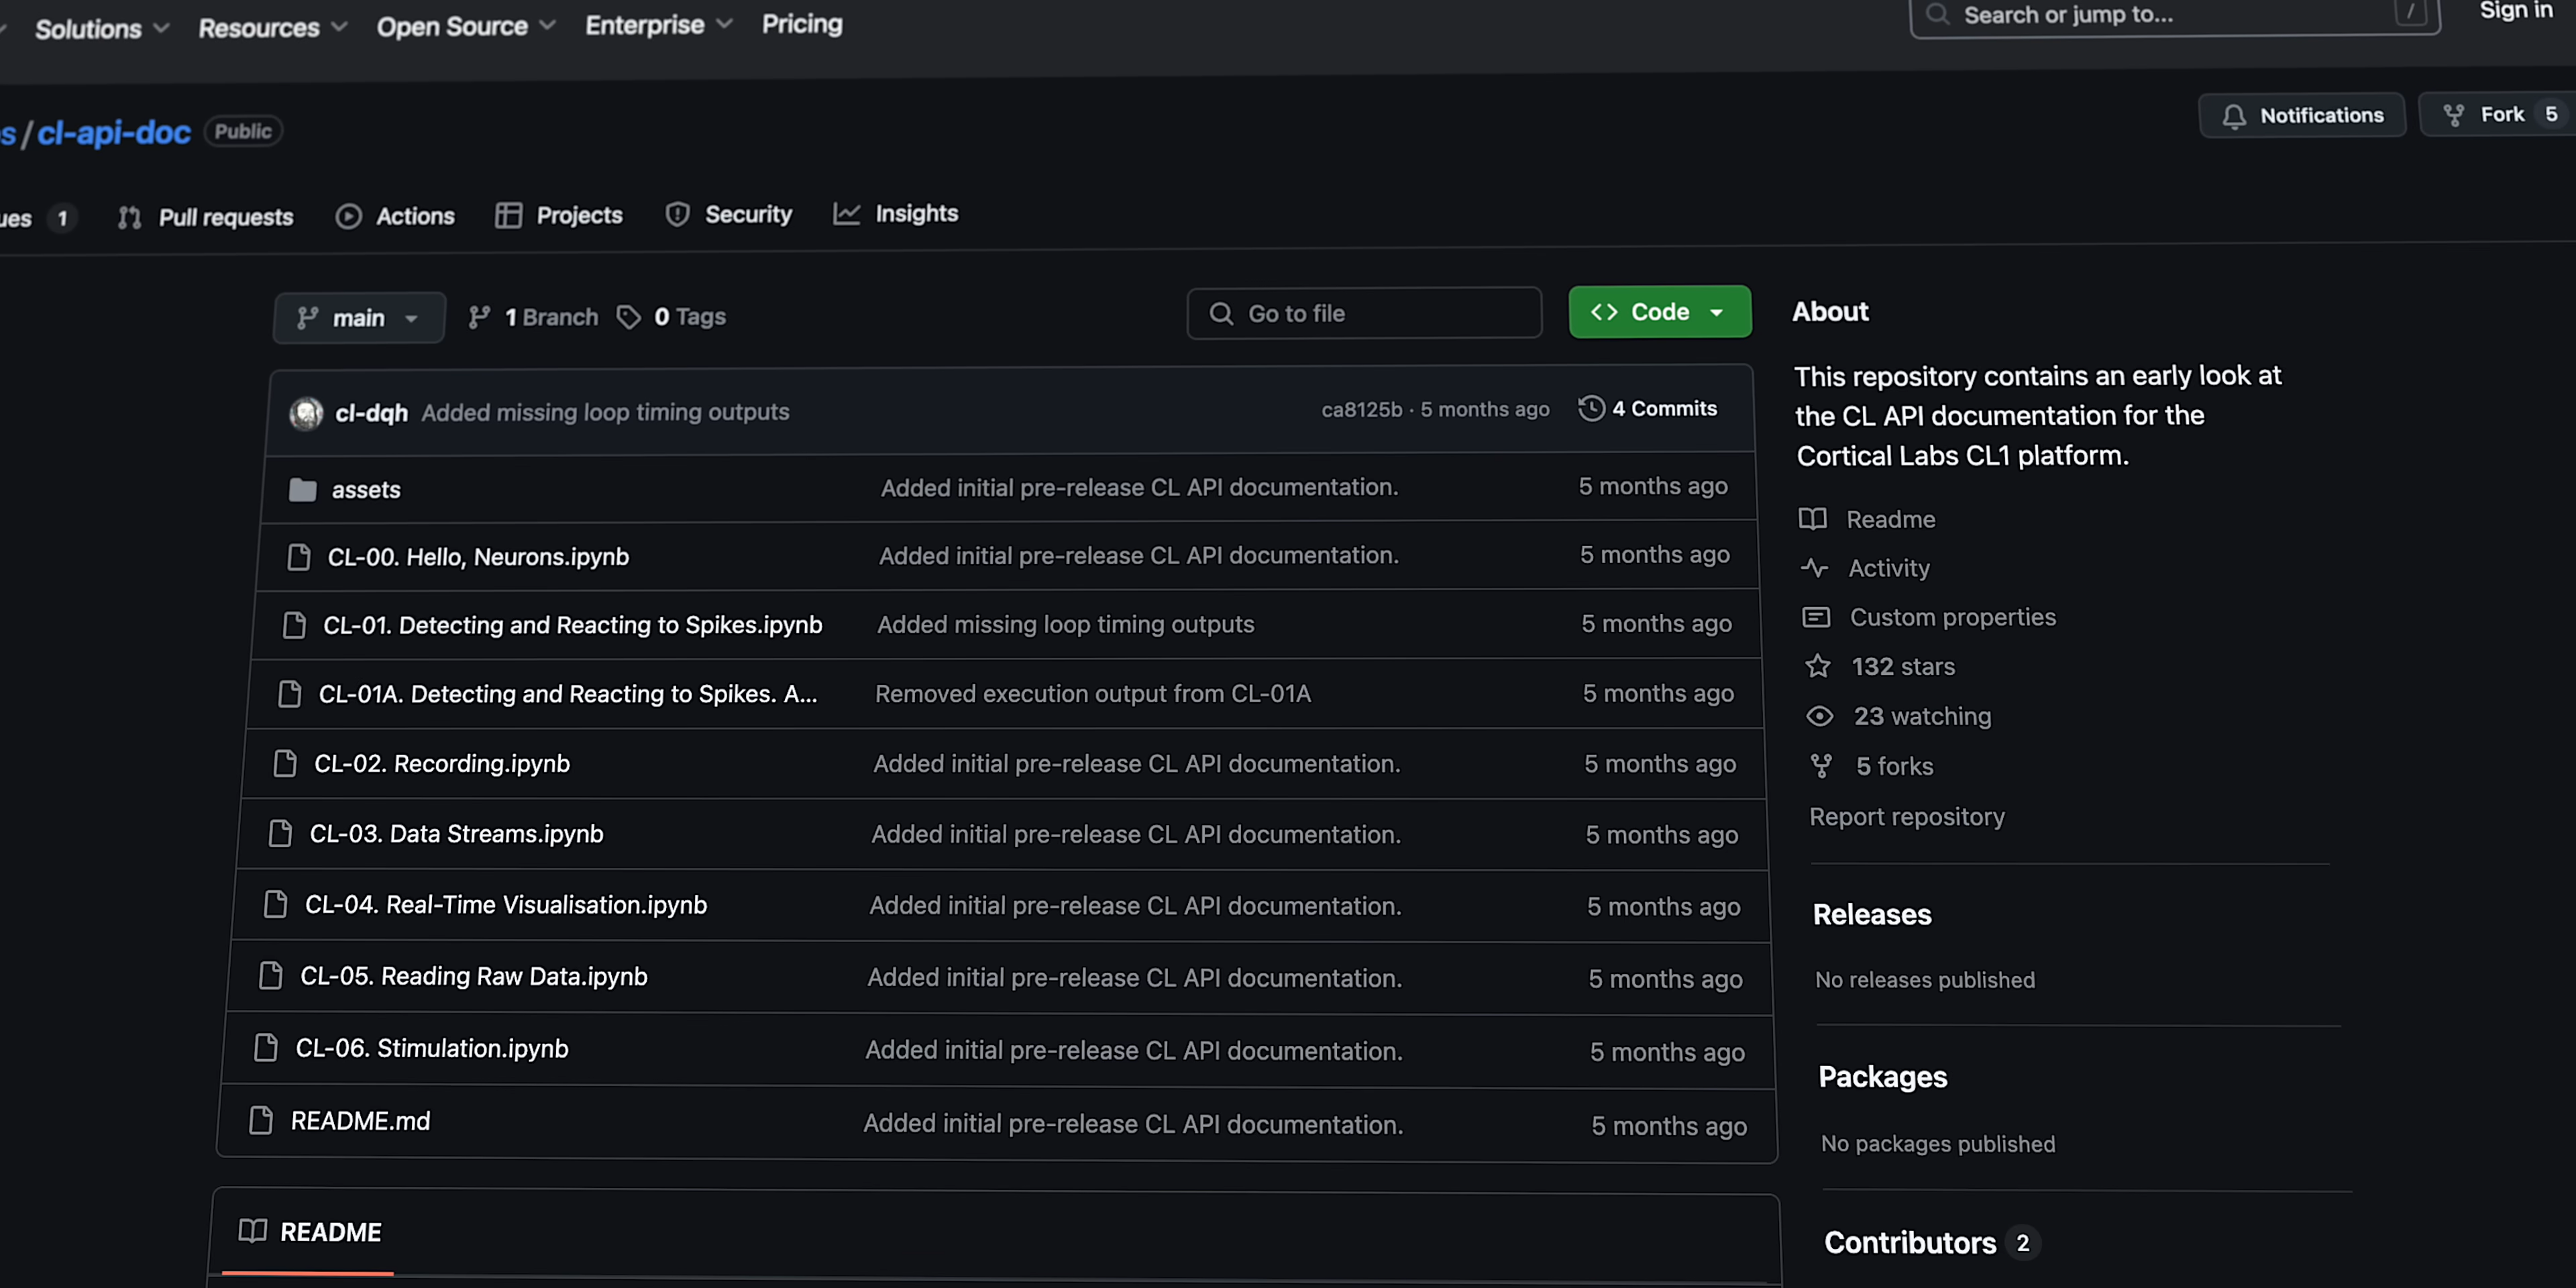 Solutions Resources Open Source Enterprise Pricing
Search or jump to... /
Sign in
s / cl-api-doc Public
Notifications
Fork 5
ues 1 Pull requests Actions Projects Security Insights
main 1 Branch 0 Tags
Go to file
Code
cl-dqh Added missing loop timing outputs ca8125b · 5 months ago 4 Commits
assets Added initial pre-release CL API documentation. 5 months ago
CL-00. Hello, Neurons.ipynb Added initial pre-release CL API documentation. 5 months ago
CL-01. Detecting and Reacting to Spikes.ipynb Added missing loop timing outputs 5 months ago
CL-01A. Detecting and Reacting to Spikes. A... Removed execution output from CL-01A 5 months ago
CL-02. Recording.ipynb Added initial pre-release CL API documentation. 5 months ago
CL-03. Data Streams.ipynb Added initial pre-release CL API documentation. 5 months ago
CL-04. Real-Time Visualisation.ipynb Added initial pre-release CL API documentation. 5 months ago
CL-05. Reading Raw Data.ipynb Added initial pre-release CL API documentation. 5 months ago
CL-06. Stimulation.ipynb Added initial pre-release CL API documentation. 5 months ago
README.md Added initial pre-release CL API documentation. 5 months ago
README
About
This repository contains an early look at
the CL API documentation for the
Cortical Labs CL1 platform.
Readme
Activity
Custom properties
132 stars
23 watching
5 forks
Report repository
Releases
No releases published
Packages
No packages published
Contributors 2